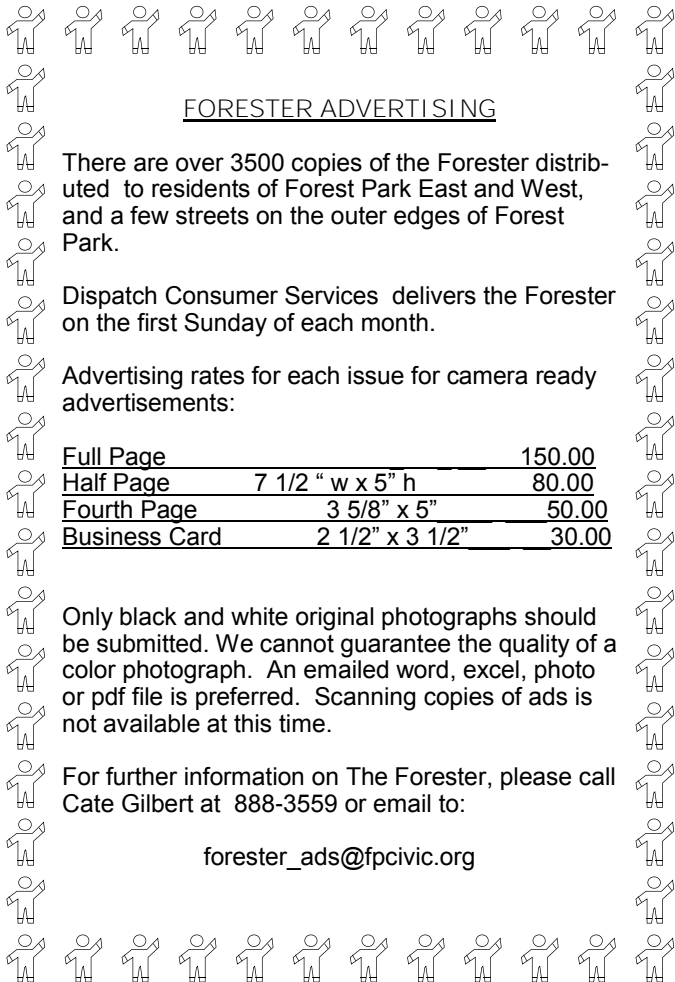 FORESTER ADVERTISING
There are over 3500 copies of the Forester distrib-
uted  to residents of Forest Park East and West,
and a few streets on the outer edges of Forest
Park.
Dispatch Consumer Services  delivers the Forester
on the first Sunday of each month.
Advertising rates for each issue for camera ready
advertisements:
Full Page _ _ __ 150.00
Half Page 7 1/2 “ w x 5” h 80.00
Fourth Page 3 5/8” x 5”____ ___50.00
Business Card 2 1/2” x 3 1/2”___ __30.00
Only black and white original photographs should
be submitted. We cannot guarantee the quality of a
color photograph.  An emailed word, excel, photo
or pdf file is preferred.  Scanning copies of ads is
not available at this time.
For further information on The Forester, please call
Cate Gilbert at  888-3559 or email to:
forester_ads@fpcivic.org